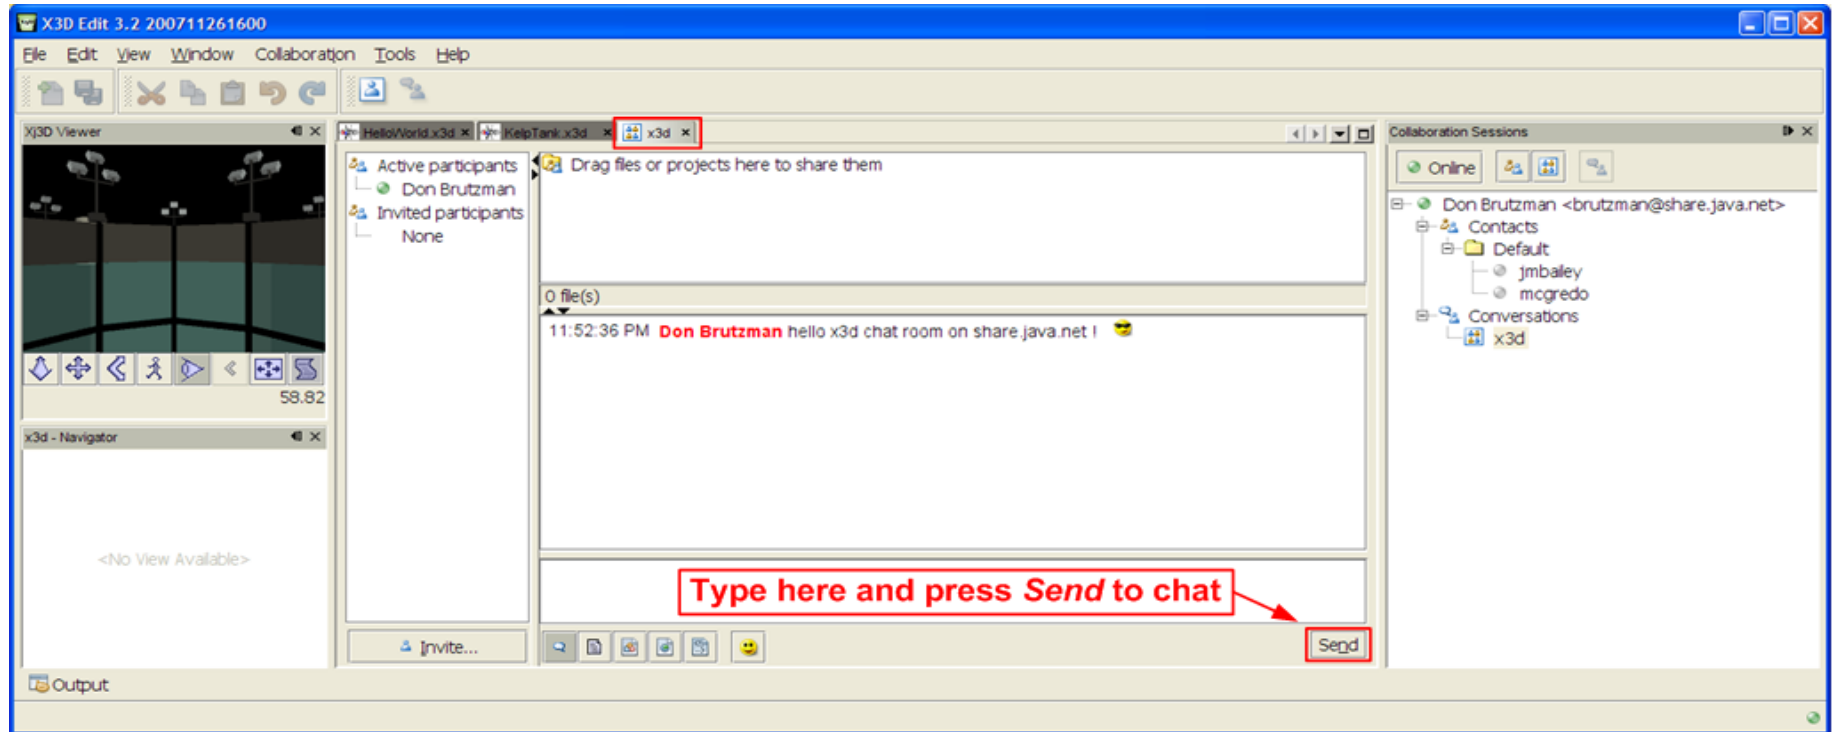 X3D Edit 3.2 200711261600
File Edit View Window Collaboration Tools Help
Xj3D Viewer
HelloWorld.x3d
KelpTank.x3d
x3d
Collaboration Sessions
Active participants
Don Brutzman
Invited participants
None
Drag files or projects here to share them
0 file(s)
11:52:36 PM Don Brutzman hello x3d chat room on share.java.net !
Online
Don Brutzman <brutzman@share.java.net>
Contacts
Default
jmbailey
mcgredo
Conversations
x3d
58.82
x3d - Navigator
<No View Available>
Type here and press Send to chat
Invite...
Send
Output